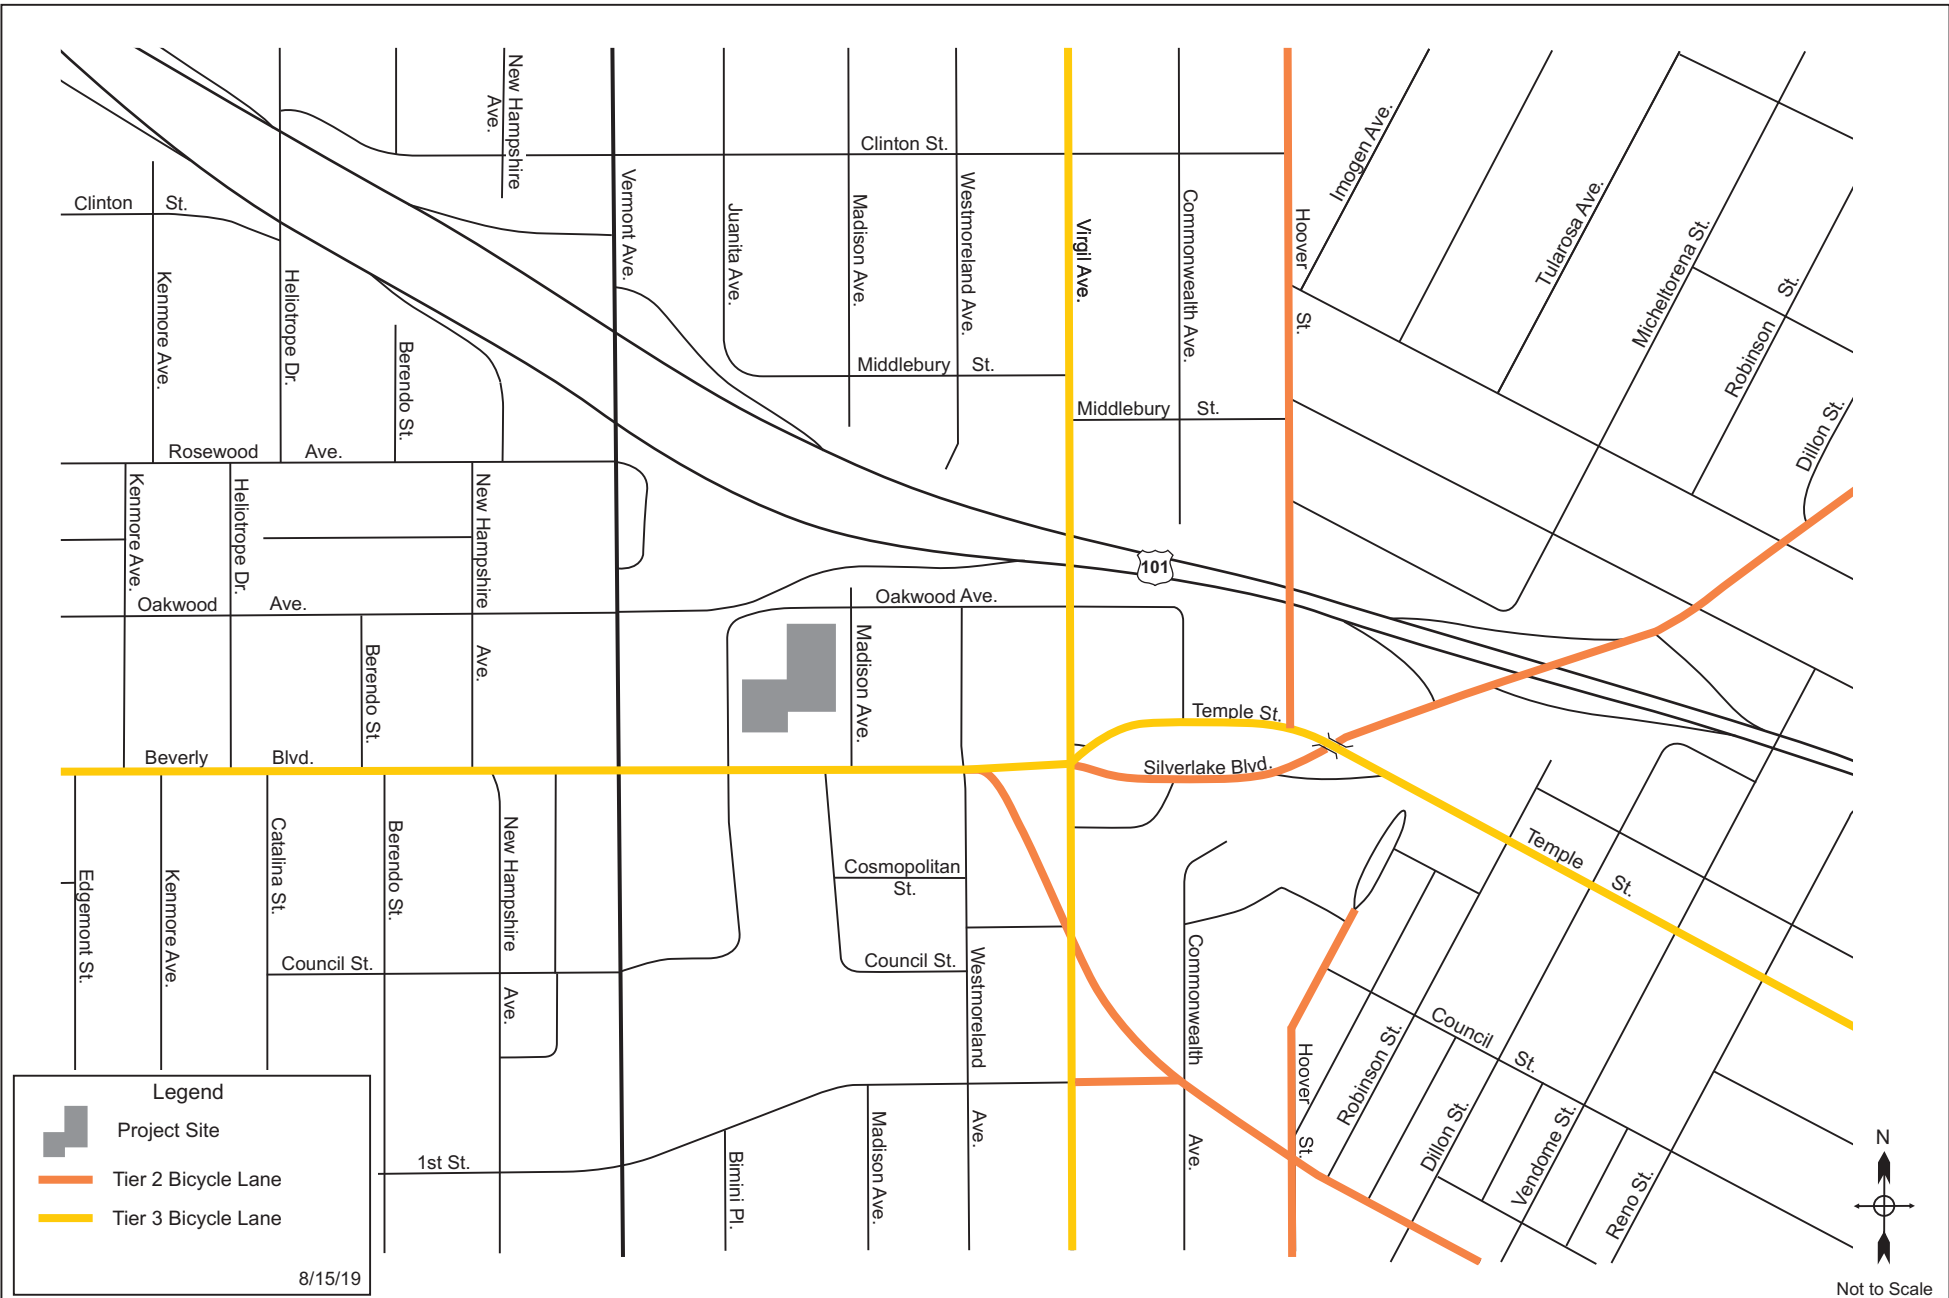 New Hampshire
Ave.
Clinton St.
Imogen Ave.
Vermont Ave.
Juanita Ave.
Madison Ave.
Westmoreland Ave.
Virgil Ave.
Commonwealth Ave.
Hoover
St.
Tularosa Ave.
Micheltorena St.
Robinson
St.
Dillon St.
Clinton St.
Kenmore Ave.
Heliotrope Dr.
Berendo St.
Middlebury St.
Middlebury St.
Rosewood Ave.
Kenmore Ave.
Heliotrope Dr.
New Hampshire
Ave.
101
Oakwood Ave.
Oakwood Ave.
Berendo St.
Madison Ave.
Temple St.
Beverly Blvd.
Silverlake Blvd.
Edgemont St.
Kenmore Ave.
Catalina St.
Berendo St.
New Hampshire
Ave.
Cosmopolitan
St.
Temple
St.
Council St.
Council St.
Westmoreland
Ave.
Commonwealth
Ave.
Hoover
St.
Robinson St.
Council
St.
Dillon St.
Vendome St.
Reno St.
1st St.
Bimini Pl.
Madison Ave.
Legend
Project Site
Tier 2 Bicycle Lane
Tier 3 Bicycle Lane
8/15/19
N
Not to Scale